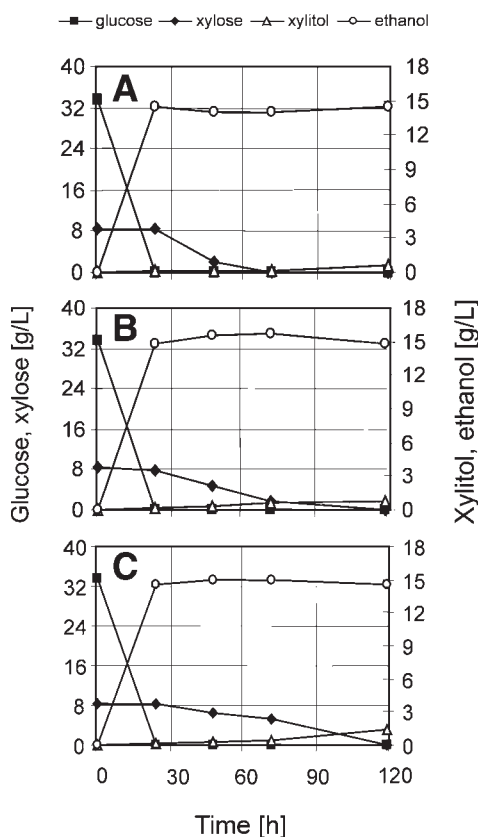 glucose xylose xylitol ethanol
A
40 18
32 15
24 12
16 9
8 6
0 3
0
B
40 18
32 15
24 12
16 9
8 6
0 3
0
C
40 18
32 15
24 12
16 9
8 6
0 3
0
Glucose, xylose [g/L]
Xylitol, ethanol [g/L]
0 30 60 90 120
Time [h]